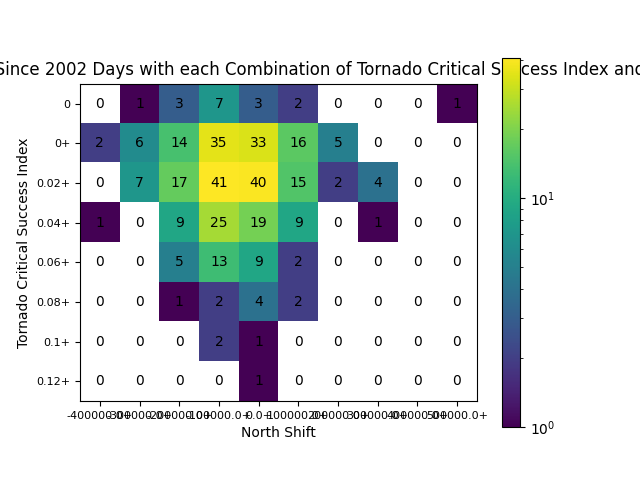 Since 2002 Days with each Combination of Tornado Critical Success Index and
0 0 1 3 7 3 2 0 0 0 1
0+ 2 6 14 35 33 16 5 0 0 0
0.02+ 0 7 17 41 40 15 2 4 0 0
0.04+ 1 0 9 25 19 9 0 1 0 0
0.06+ 0 0 5 13 9 2 0 0 0 0
0.08+ 0 0 1 2 4 2 0 0 0 0
0.1+ 0 0 0 2 1 0 0 0 0 0
0.12+ 0 0 0 0 1 0 0 0 0 0
North Shift
Tornado Critical Success Index
10^1
10^0